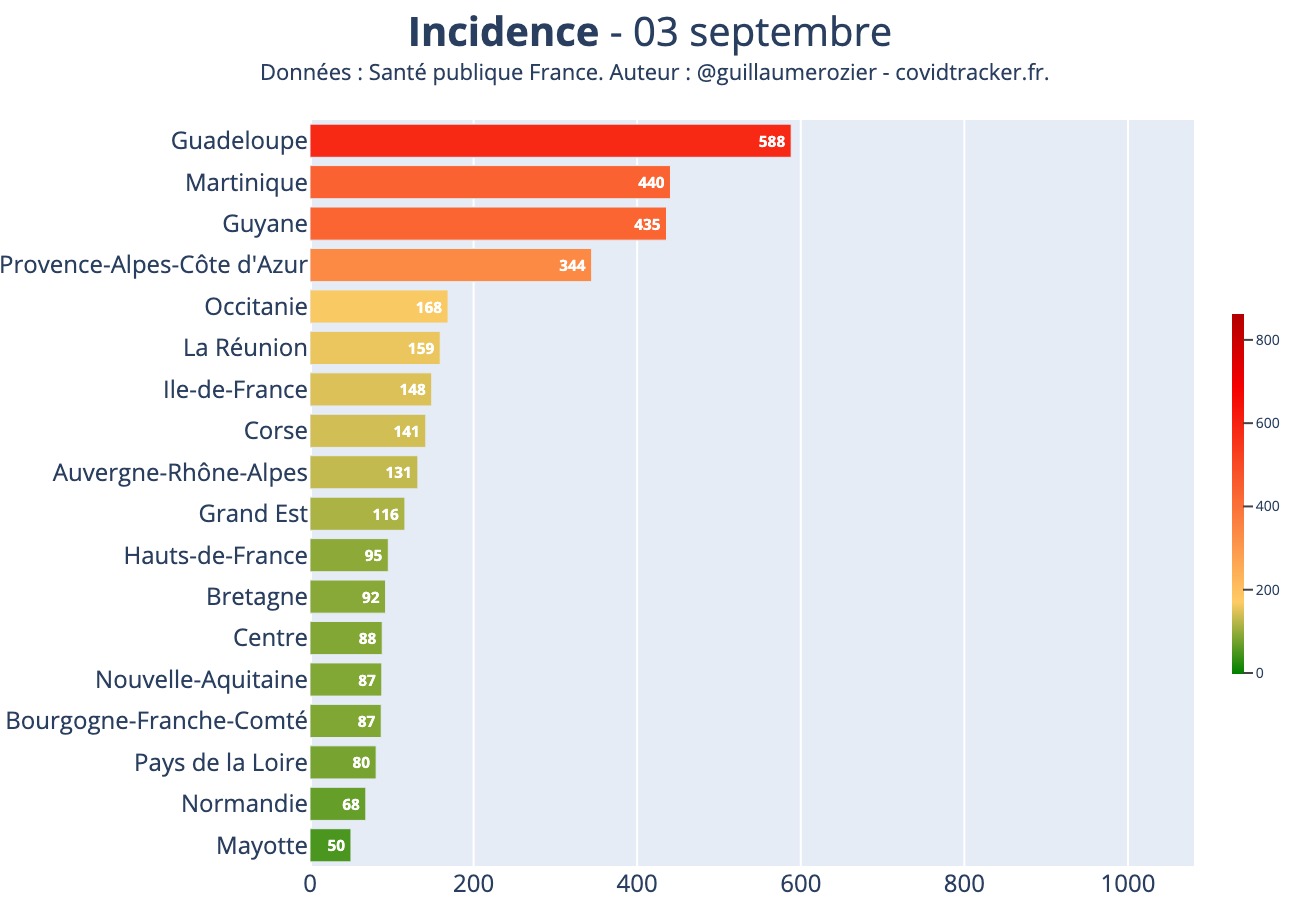 Incidence - 03 septembre
Données : Santé publique France. Auteur : @guillaumerozier - covidtracker.fr.
Guadeloupe 588
Martinique 440
Guyane 435
Provence-Alpes-Côte d'Azur 344
Occitanie 168
La Réunion 159
Ile-de-France 148
Corse 141
Auvergne-Rhône-Alpes 131
Grand Est 116
Hauts-de-France 95
Bretagne 92
Centre 88
Nouvelle-Aquitaine 87
Bourgogne-Franche-Comté 87
Pays de la Loire 80
Normandie 68
Mayotte 50
0 200 400 600 800 1000
800
600
400
200
0